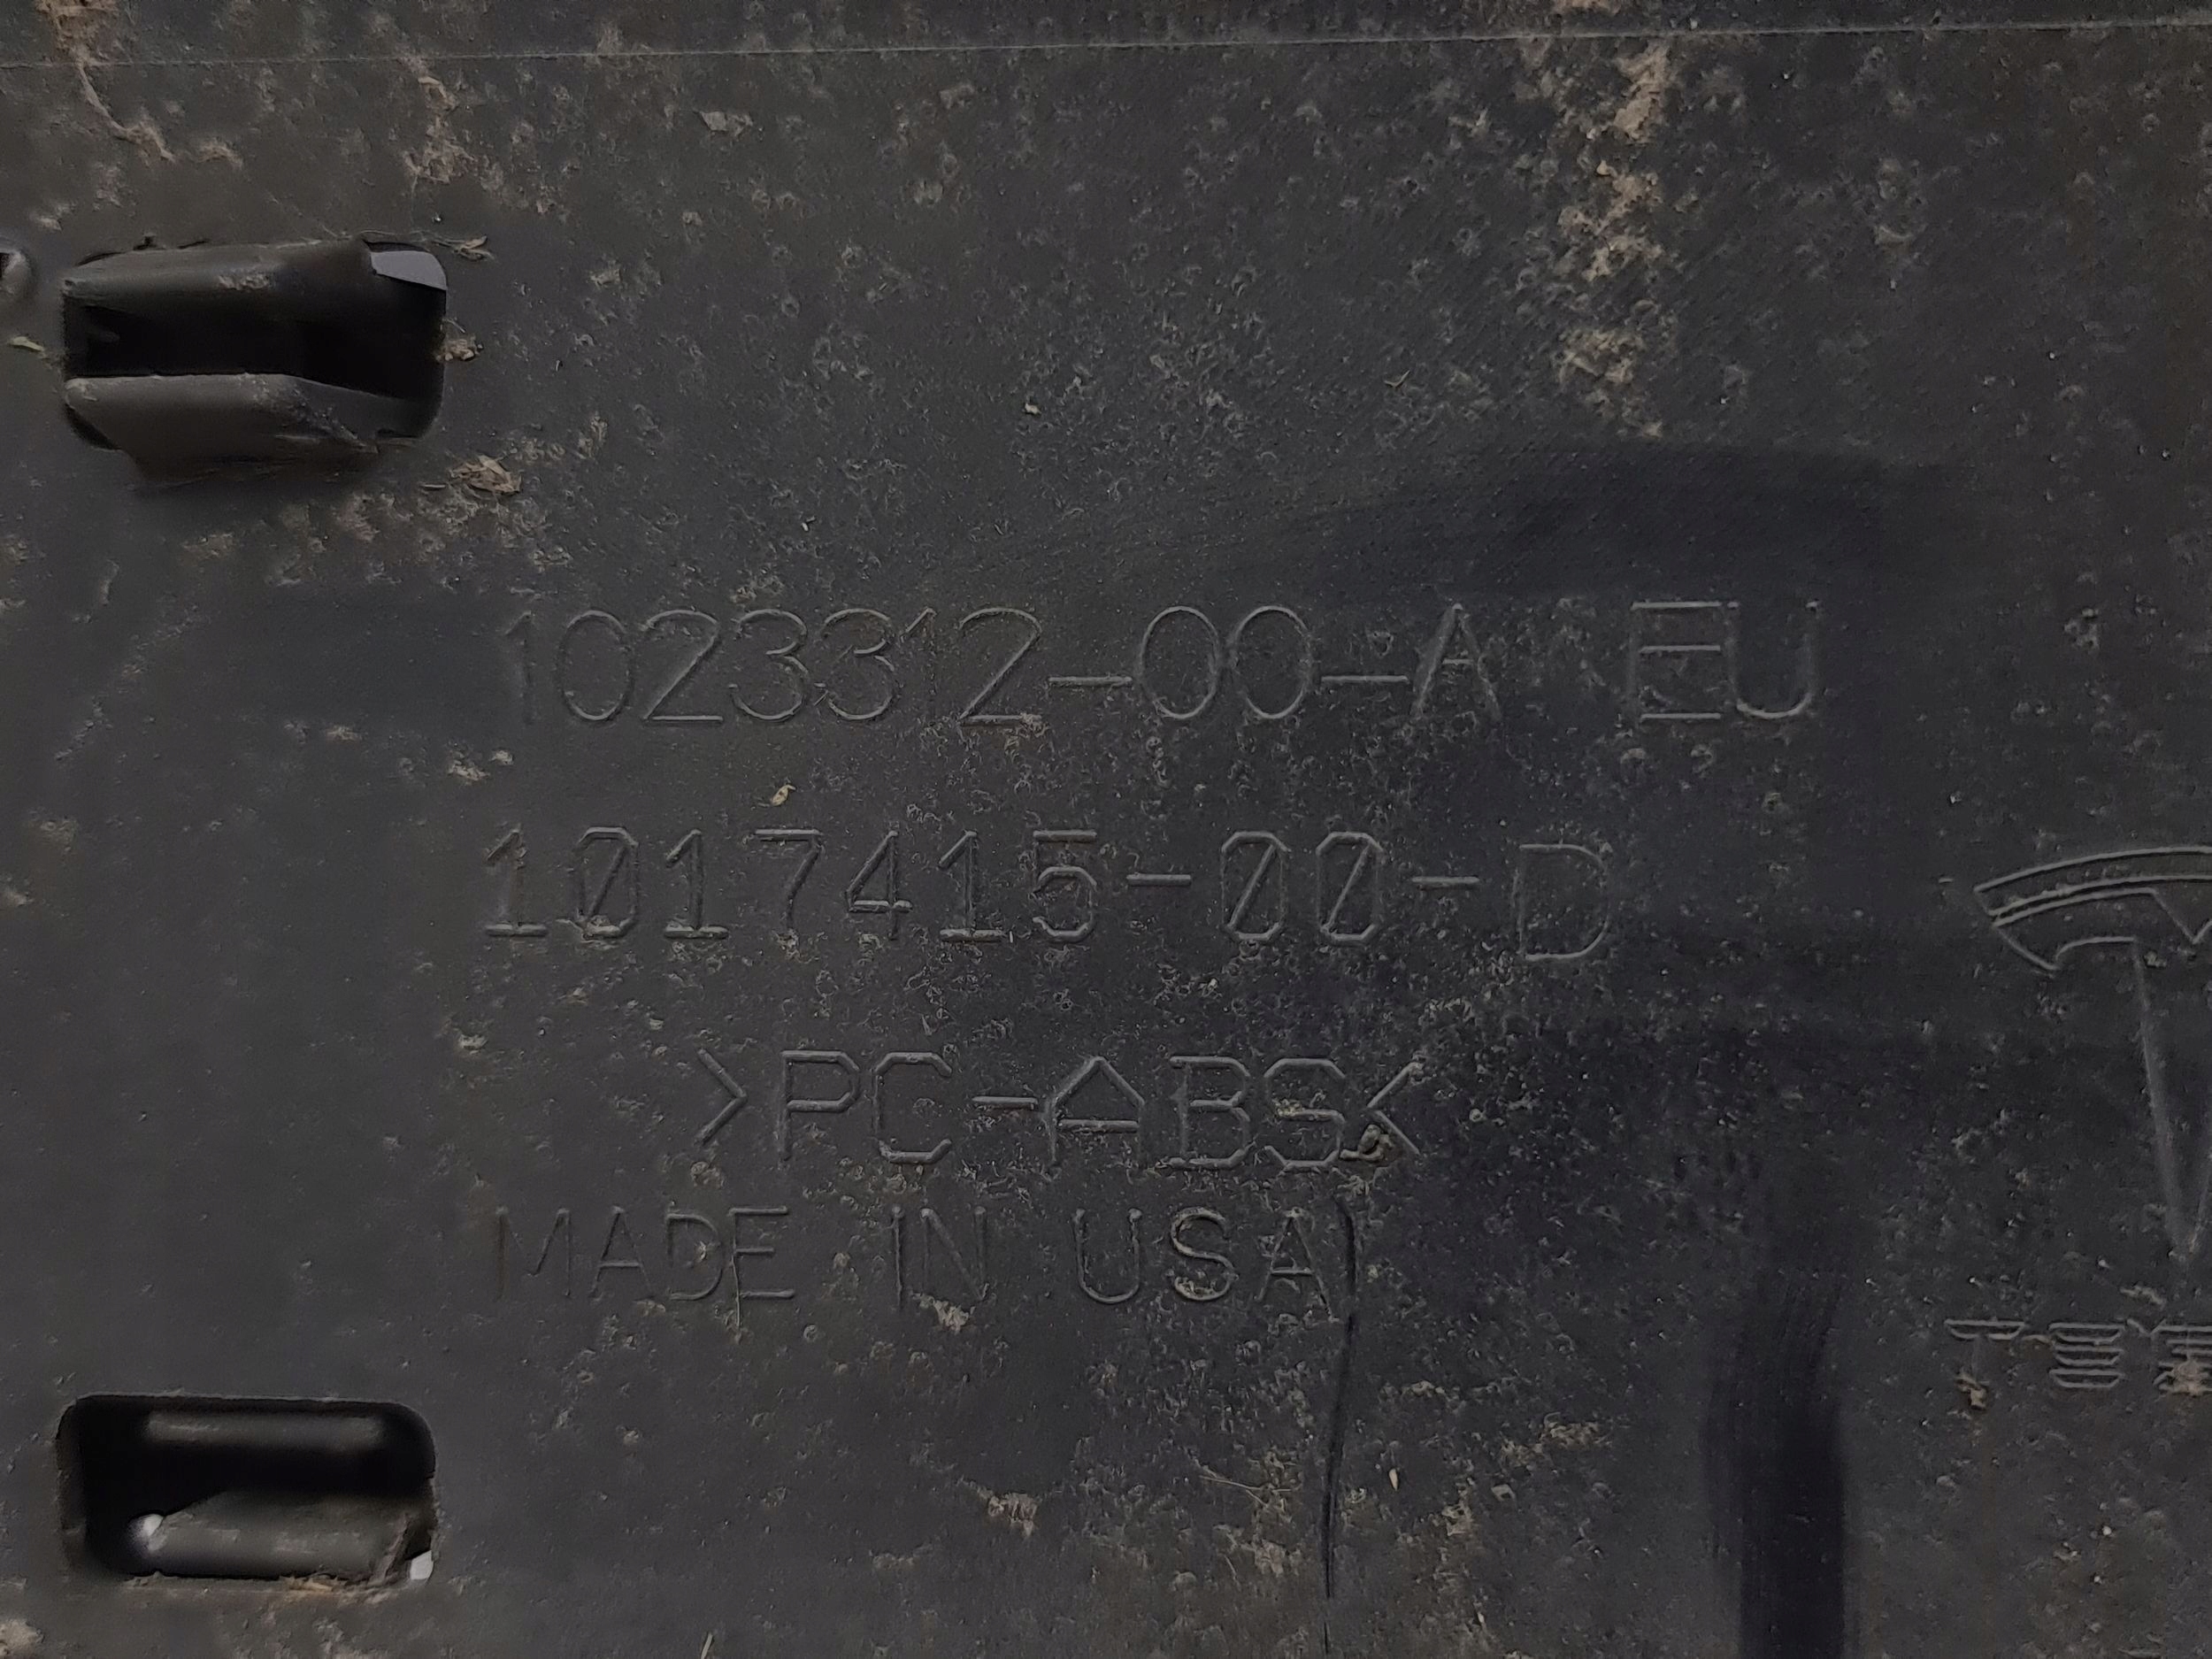 1023312-00-A EU
1017415-00-D
>PC-ABS<
MADE IN USA